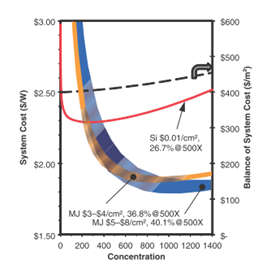 $3.00
$2.50
$2.00
$1.50
System Cost ($/W)
$600
$500
$400
$300
$200
$100
$-
Balance of System Cost ($/m²)
Si $0.01/cm²,
26.7%@500X
MJ $3–$4/cm², 36.8%@500X
MJ $5–$8/cm², 40.1%@500X
0 200 400 600 800 1000 1200 1400
Concentration